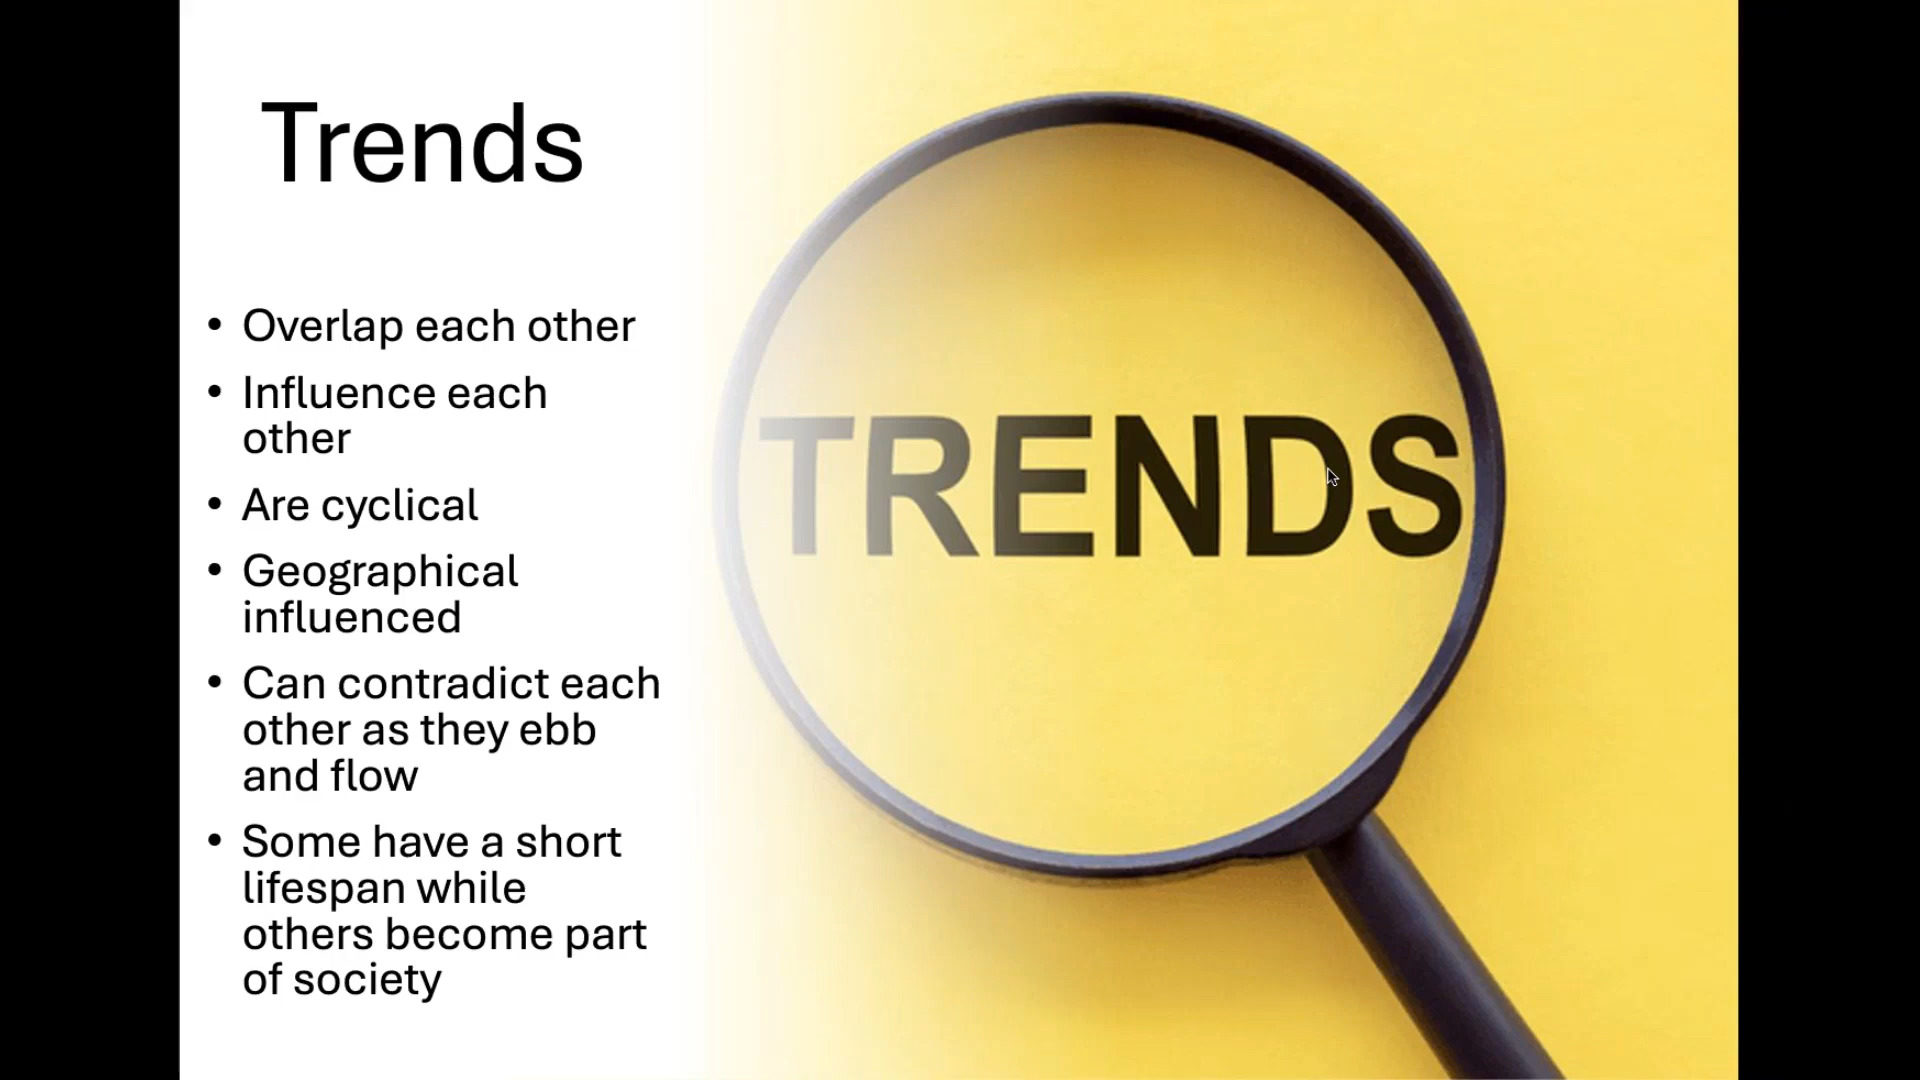 Trends
• Overlap each other
• Influence each
other
• Are cyclical
• Geographical
influenced
• Can contradict each
other as they ebb
and flow
• Some have a short
lifespan while
others become part
of society
TRENDS